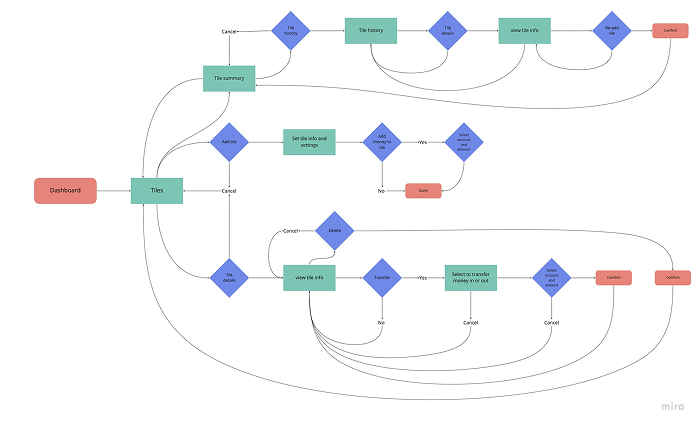 Cancel
Tile
history
Tile history
Tile
details
view tile info
Re-add
tile
Confirm
Tile summary
Add tile
Set tile info and
settings
Add
money to
tile
Yes
Select
account
and
amount
Dashboard
Tiles
Cancel
No
Done
Cancel
Delete
Tile
details
view tile info
Transfer
Yes
Select to transfer
money in or out
Select
account
and
amount
Confirm
Confirm
No
Cancel
Cancel
miro